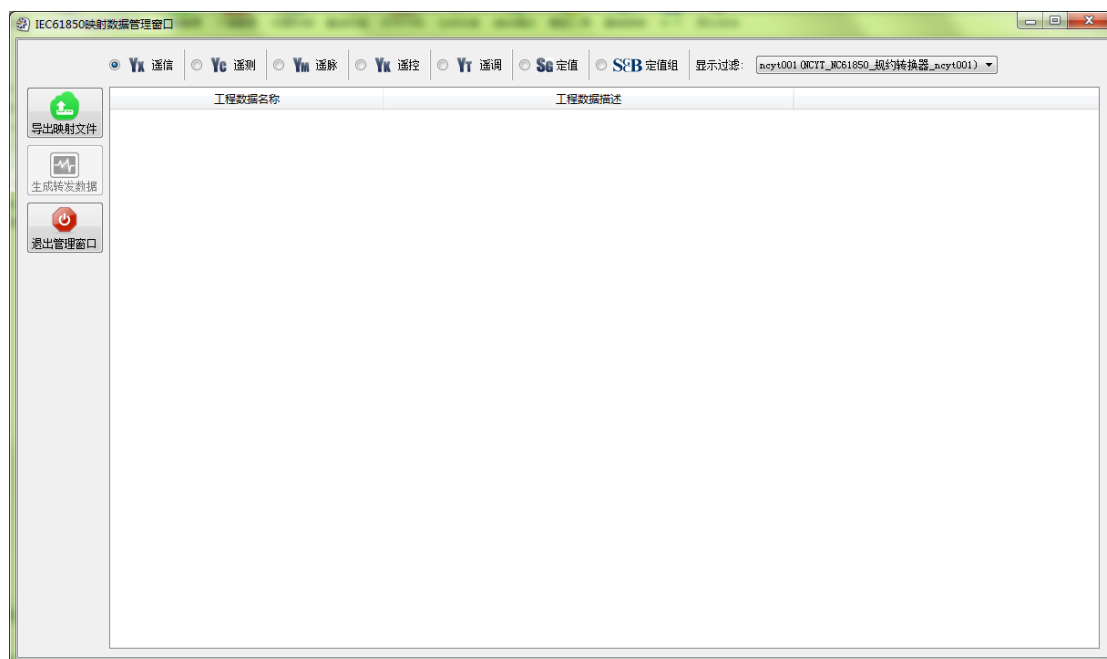 IEC61850映射数据管理窗口
YX 遥信 YC 遥测 YM 遥脉 YK 遥控 YT 遥调 SG 定值 SGB 定值组 显示过滤: ncyt001(NCYT_NC61850_规约转换器_ncyt001)
工程数据名称 工程数据描述
导出映射文件
生成转发数据
退出管理窗口